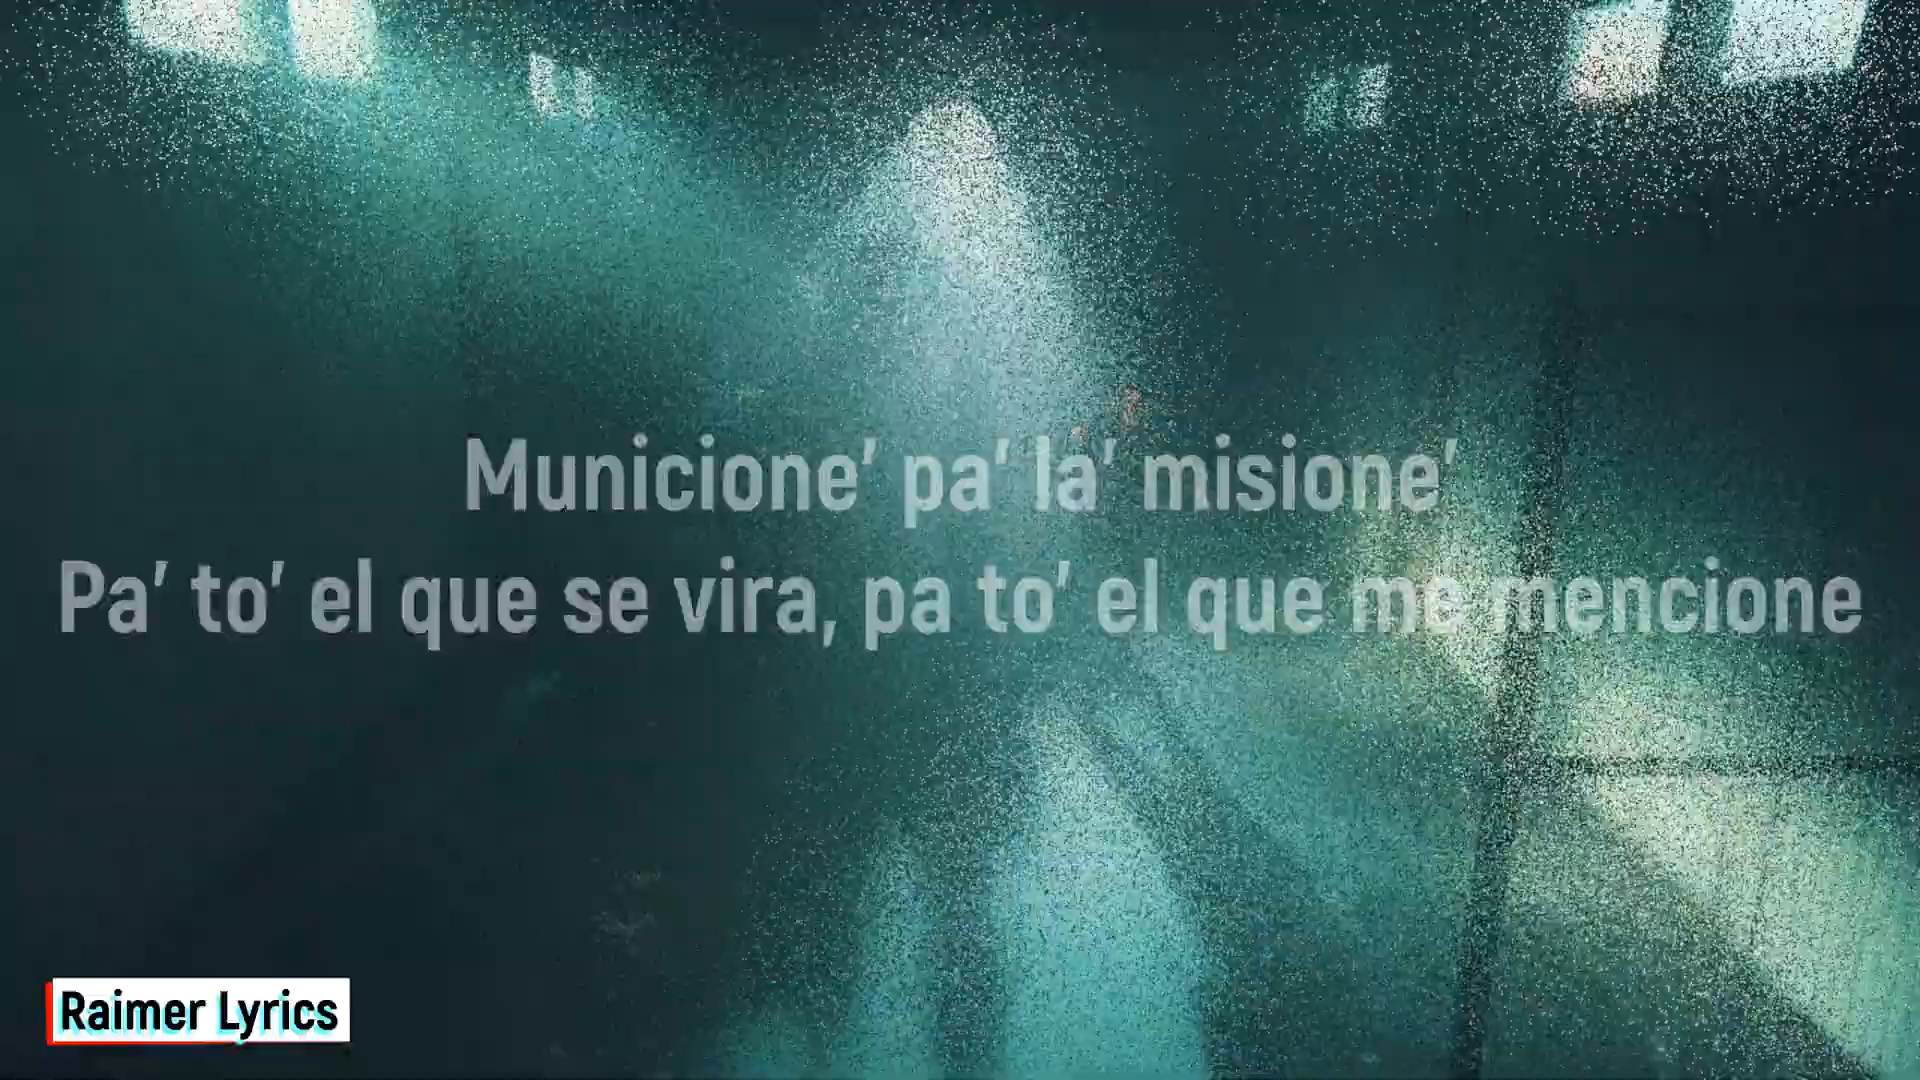 Municione’ pa’ la’ misione’
Pa’ to’ el que se vira, pa to’ el que me mencione
Raimer Lyrics